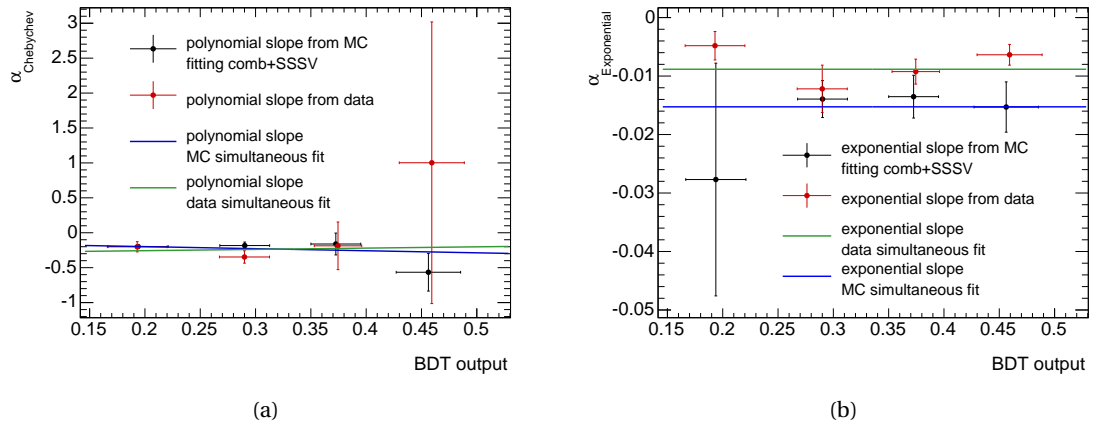 α Chebychev
3
2.5
2
1.5
1
0.5
0
-0.5
-1
polynomial slope from MC
fitting comb+SSSV
polynomial slope from data
polynomial slope
MC simultaneous fit
polynomial slope
data simultaneous fit
0.15 0.2 0.25 0.3 0.35 0.4 0.45 0.5
BDT output
(a)
α Exponential
-0
-0.01
-0.02
-0.03
-0.04
-0.05
exponential slope from MC
fitting comb+SSSV
exponential slope from data
exponential slope
data simultaneous fit
exponential slope
MC simultaneous fit
0.15 0.2 0.25 0.3 0.35 0.4 0.45 0.5
BDT output
(b)